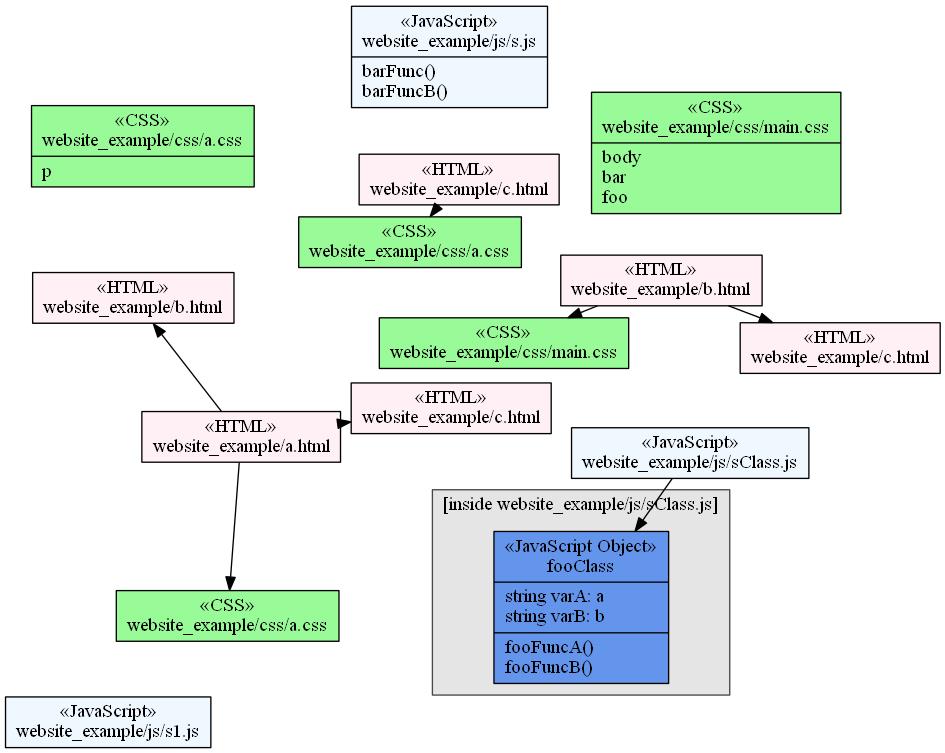 «JavaScript»
website_example/js/s.js
barFunc()
barFuncB()
«CSS»
website_example/css/a.css
p
«CSS»
website_example/css/main.css
body
bar
foo
«HTML»
website_example/c.html
«CSS»
website_example/css/a.css
«HTML»
website_example/b.html
«HTML»
website_example/b.html
«CSS»
website_example/css/main.css
«HTML»
website_example/c.html
«HTML»
website_example/c.html
«HTML»
website_example/a.html
«JavaScript»
website_example/js/sClass.js
[inside website_example/js/sClass.js]
«JavaScript Object»
fooClass
string varA: a
string varB: b
fooFuncA()
fooFuncB()
«CSS»
website_example/css/a.css
«JavaScript»
website_example/js/s1.js